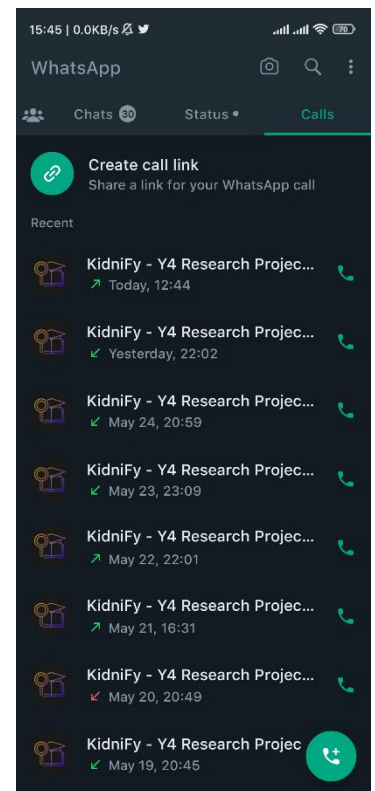 15:45 | 0.0KB/s 70
WhatsApp
Chats 30 Status Calls
Create call link
Share a link for your WhatsApp call
Recent
KidniFy - Y4 Research Projec...
Today, 12:44
KidniFy - Y4 Research Projec...
Yesterday, 22:02
KidniFy - Y4 Research Projec...
May 24, 20:59
KidniFy - Y4 Research Projec...
May 23, 23:09
KidniFy - Y4 Research Projec...
May 22, 22:01
KidniFy - Y4 Research Projec...
May 21, 16:31
KidniFy - Y4 Research Projec...
May 20, 20:49
KidniFy - Y4 Research Projec
May 19, 20:45